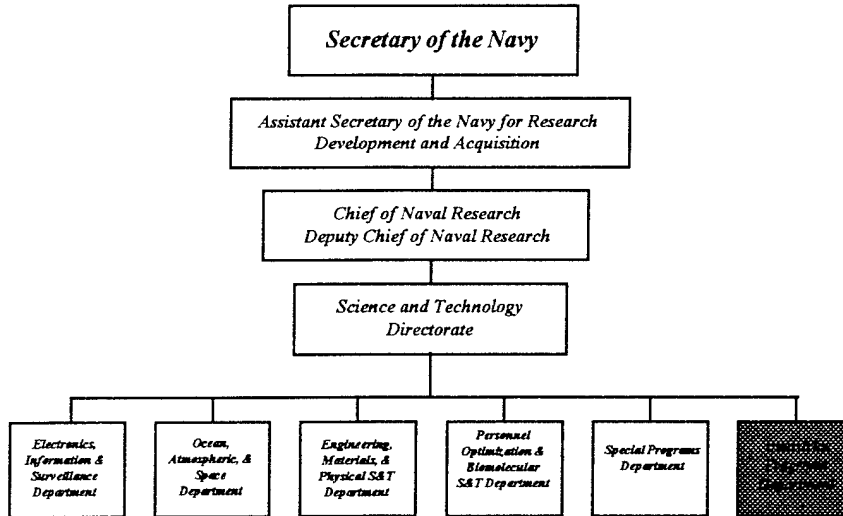 Secretary of the Navy
Assistant Secretary of the Navy for Research
Development and Acquisition
Chief of Naval Research
Deputy Chief of Naval Research
Science and Technology
Directorate
Electronics,
Information &
Surveillance
Department
Ocean,
Atmospheric, &
Space
Department
Engineering,
Materials, &
Physical S&T
Department
Personnel
Optimization &
Biomolecular
S&T Department
Special Programs
Department
Programs
Department